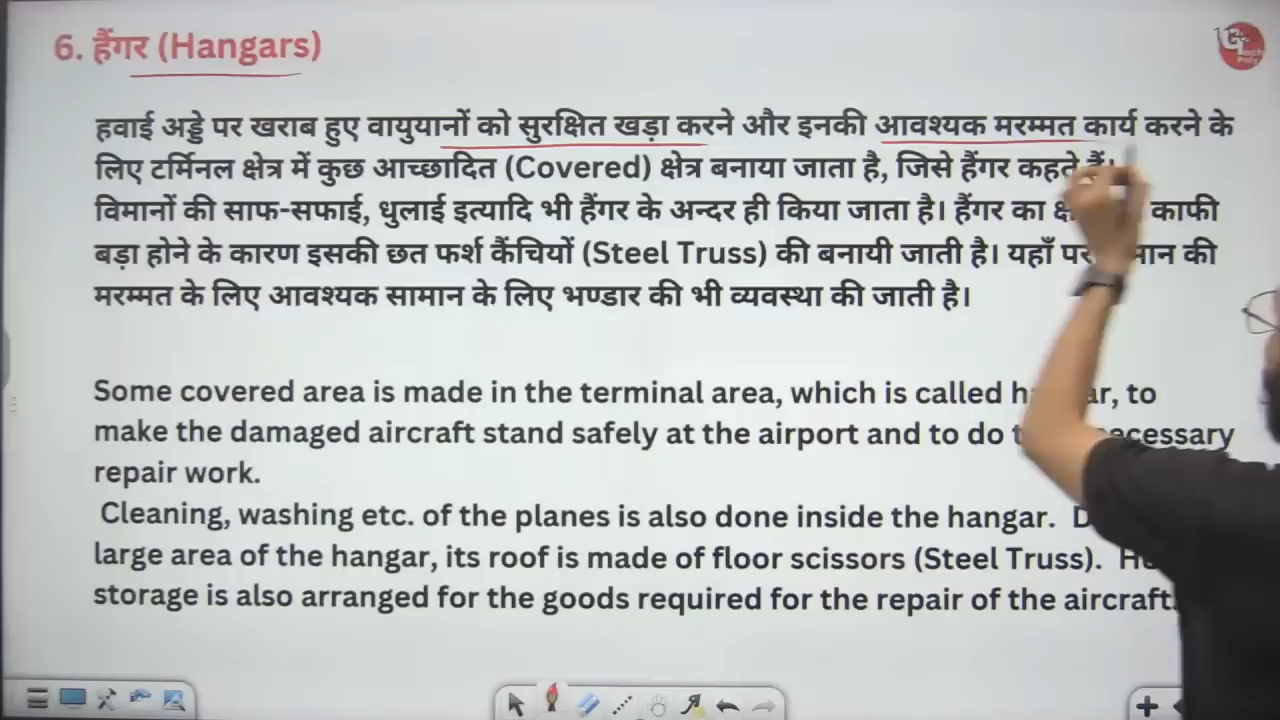 6. हैंगर (Hangars)
हवाई अड्डे पर खराब हुए वायुयानों को सुरक्षित खड़ा करने और इनकी आवश्यक मरम्मत कार्य करने के
लिए टर्मिनल क्षेत्र में कुछ आच्छादित (Covered) क्षेत्र बनाया जाता है, जिसे हैंगर कहते हैं।
विमानों की साफ-सफाई, धुलाई इत्यादि भी हैंगर के अन्दर ही किया जाता है। हैंगर का काफी
बड़ा होने के कारण इसकी छत फर्श कैंचियों (Steel Truss) की बनायी जाती है। यहाँ की
मरम्मत के लिए आवश्यक सामान के लिए भण्डार की भी व्यवस्था की जाती है।
Some covered area is made in the terminal area, which is called to
make the damaged aircraft stand safely at the airport and to do
repair work.
Cleaning, washing etc. of the planes is also done inside the hangar.
large area of the hangar, its roof is made of floor scissors (Steel Truss).
storage is also arranged for the goods required for the repair of the aircraft.